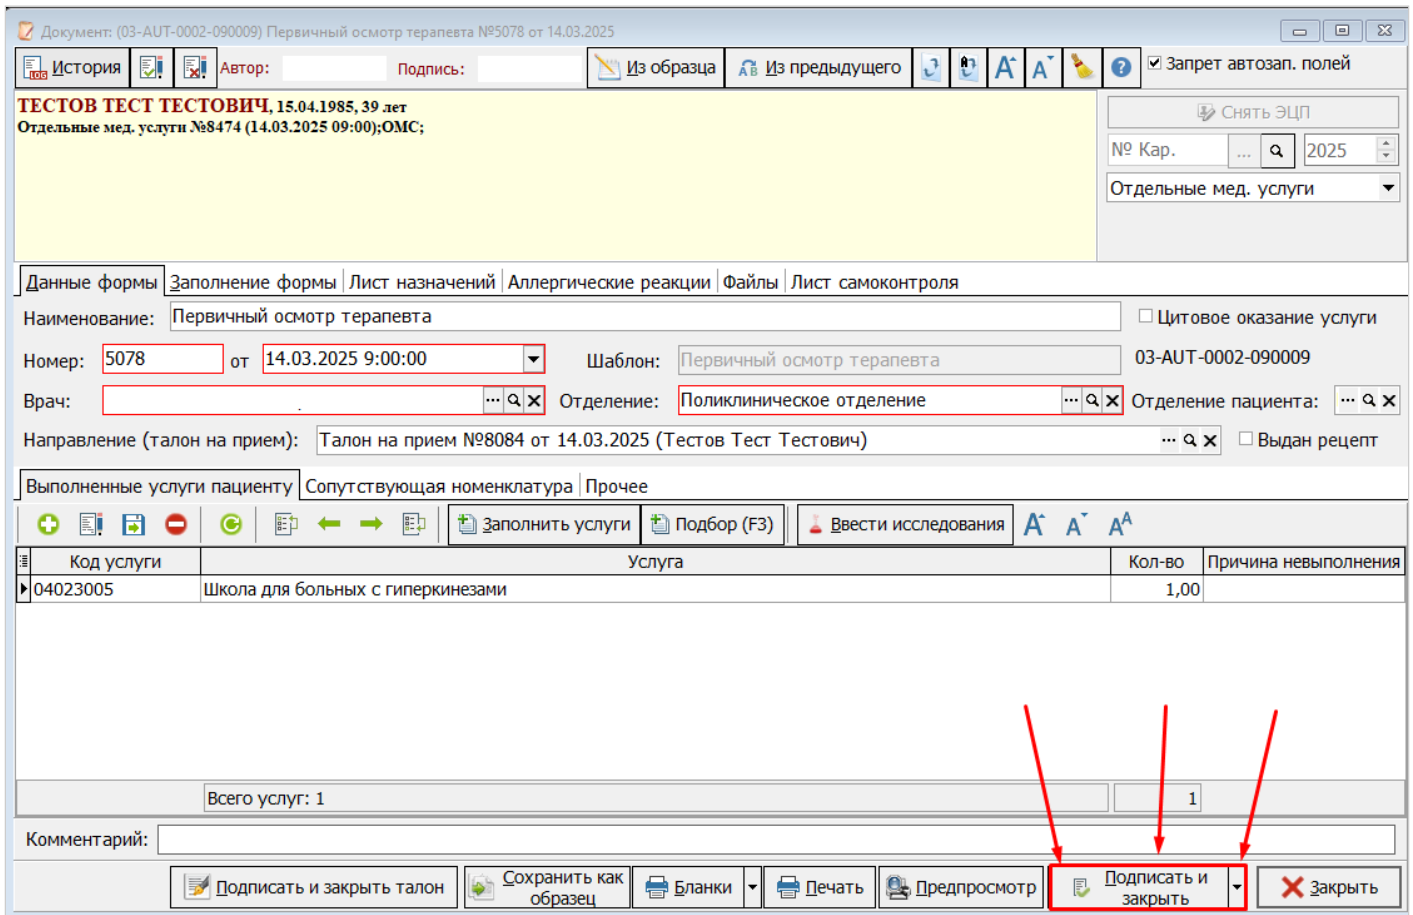 Документ: (03-AUT-0002-090009) Первичный осмотр терапевта №5078 от 14.03.2025
LOG История Автор: Подпись: Из образца АБ Из предыдущего А А ? Запрет автозап. полей
ТЕСТОВ ТЕСТ ТЕСТОВИЧ, 15.04.1985, 39 лет
Отдельные мед. услуги №8474 (14.03.2025 09:00);ОМС;
Снять ЭЦП
№ Кар. ... 2025
Отдельные мед. услуги
Данные формы Заполнение формы Лист назначений Аллергические реакции Файлы Лист самоконтроля
Наименование: Первичный осмотр терапевта Цитовое оказание услуги
Номер: 5078 от 14.03.2025 9:00:00 Шаблон: Первичный осмотр терапевта 03-AUT-0002-090009
Врач: ... Отделение: Поликлиническое отделение ... Отделение пациента: ...
Направление (талон на прием): Талон на прием №8084 от 14.03.2025 (Тестов Тест Тестович) ... Выдан рецепт
Выполненные услуги пациенту Сопутствующая номенклатура Прочее
Заполнить услуги Подбор (F3) Ввести исследования А А АА
Код услуги Услуга Кол-во Причина невыполнения
04023005 Школа для больных с гиперкинезами 1,00
Всего услуг: 1 1
Комментарий:
Подписать и закрыть талон Сохранить как образец Бланки Печать Предпросмотр Подписать и закрыть Закрыть